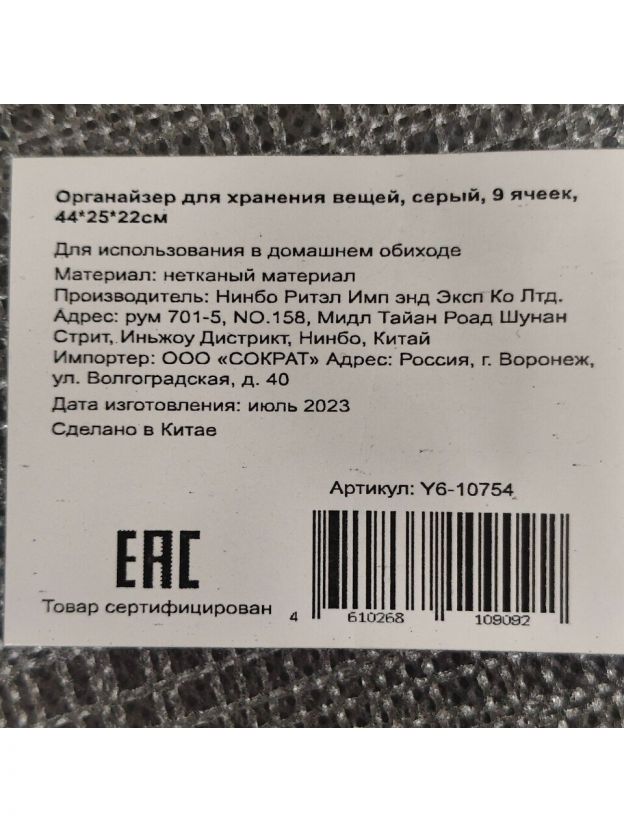 Органайзер для хранения вещей, серый, 9 ячеек,
44*25*22см
Для использования в домашнем обиходе
Материал: нетканый материал
Производитель: Нинбо Ритэл Имп энд Эксп Ко Лтд.
Адрес: рум 701-5, NO.158, Мидл Тайан Роад Шунан
Стрит, Иньжоу Дистрикт, Нинбо, Китай
Импортер: ООО «СОКРАТ» Адрес: Россия, г. Воронеж,
ул. Волгоградская, д. 40
Дата изготовления: июль 2023
Сделано в Китае
Артикул: Y6-10754
EAC
Товар сертифицирован
4 610268 109092